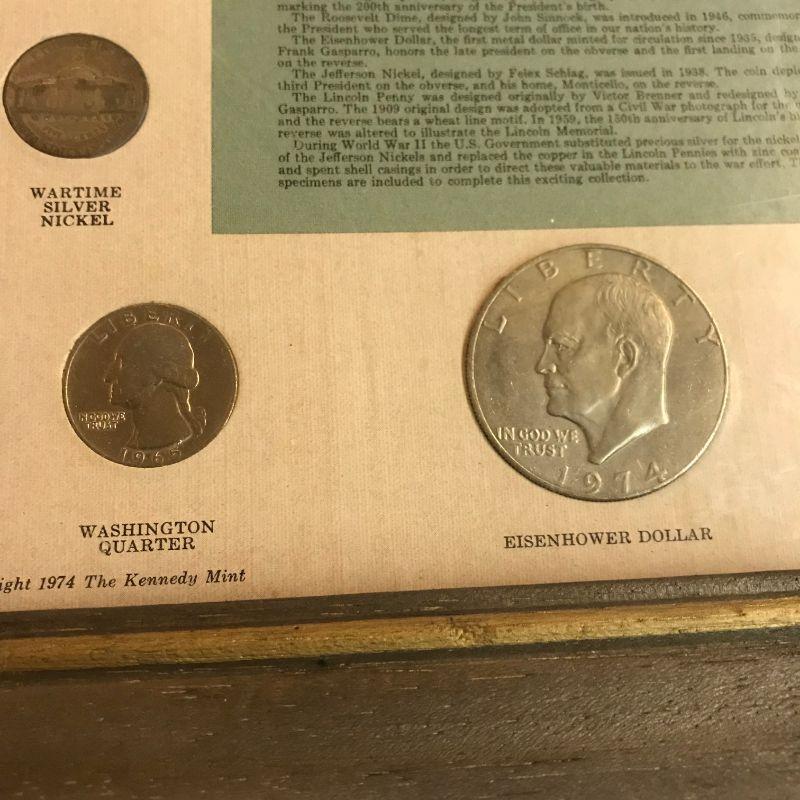 marking the 200th anniversary of the President's birth.
The Roosevelt Dime, designed by John Sinnock, was introduced in 1946, commemor
the President who served the longest term of office in our nation's history.
The Eisenhower Dollar, the first metal dollar minted for circulation since 1935, design
Frank Gasparro, honors the late president on the obverse and the first landing on the
on the reverse.
The Jefferson Nickel, designed by Felex Schlag, was issued in 1938. The coin depic
third President on the obverse, and his home, Monticello, on the reverse.
The Lincoln Penny was designed originally by Victor Brenner and redesigned by
Gasparro. The 1909 original design was adopted from a Civil War photograph for the
and the reverse bears a wheat line motif. In 1959, the 150th anniversary of Lincoln's bi
reverse was altered to illustrate the Lincoln Memorial.
During World War II the U.S. Government substituted precious silver for the nickel
of the Jefferson Nickels and replaced the copper in the Lincoln Pennies with zinc
and spent shell casings in order to direct these valuable materials to the war effort. Th
specimens are included to complete this exciting collection.
WARTIME
SILVER
NICKEL
LIBERTY
IN GOD WE
TRUST
1965
WASHINGTON
QUARTER
LIBERTY
IN GOD WE
TRUST
1974
EISENHOWER DOLLAR
ight 1974 The Kennedy Mint